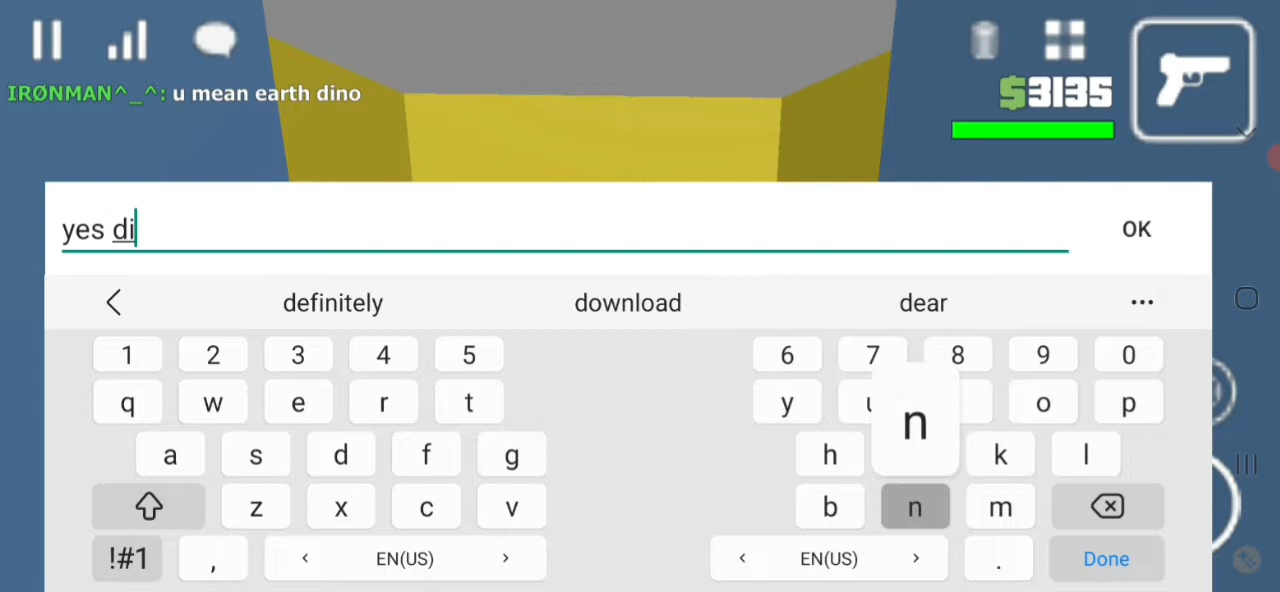 IRØNMAN^_^: u mean earth dino
$3135
yes di
OK
definitely download dear ...
1 2 3 4 5 6 7 8 9 0
q w e r t y u o p
n
a s d f g h k l
z x c v b n m
!#1 , < EN(US) > < EN(US) > . Done